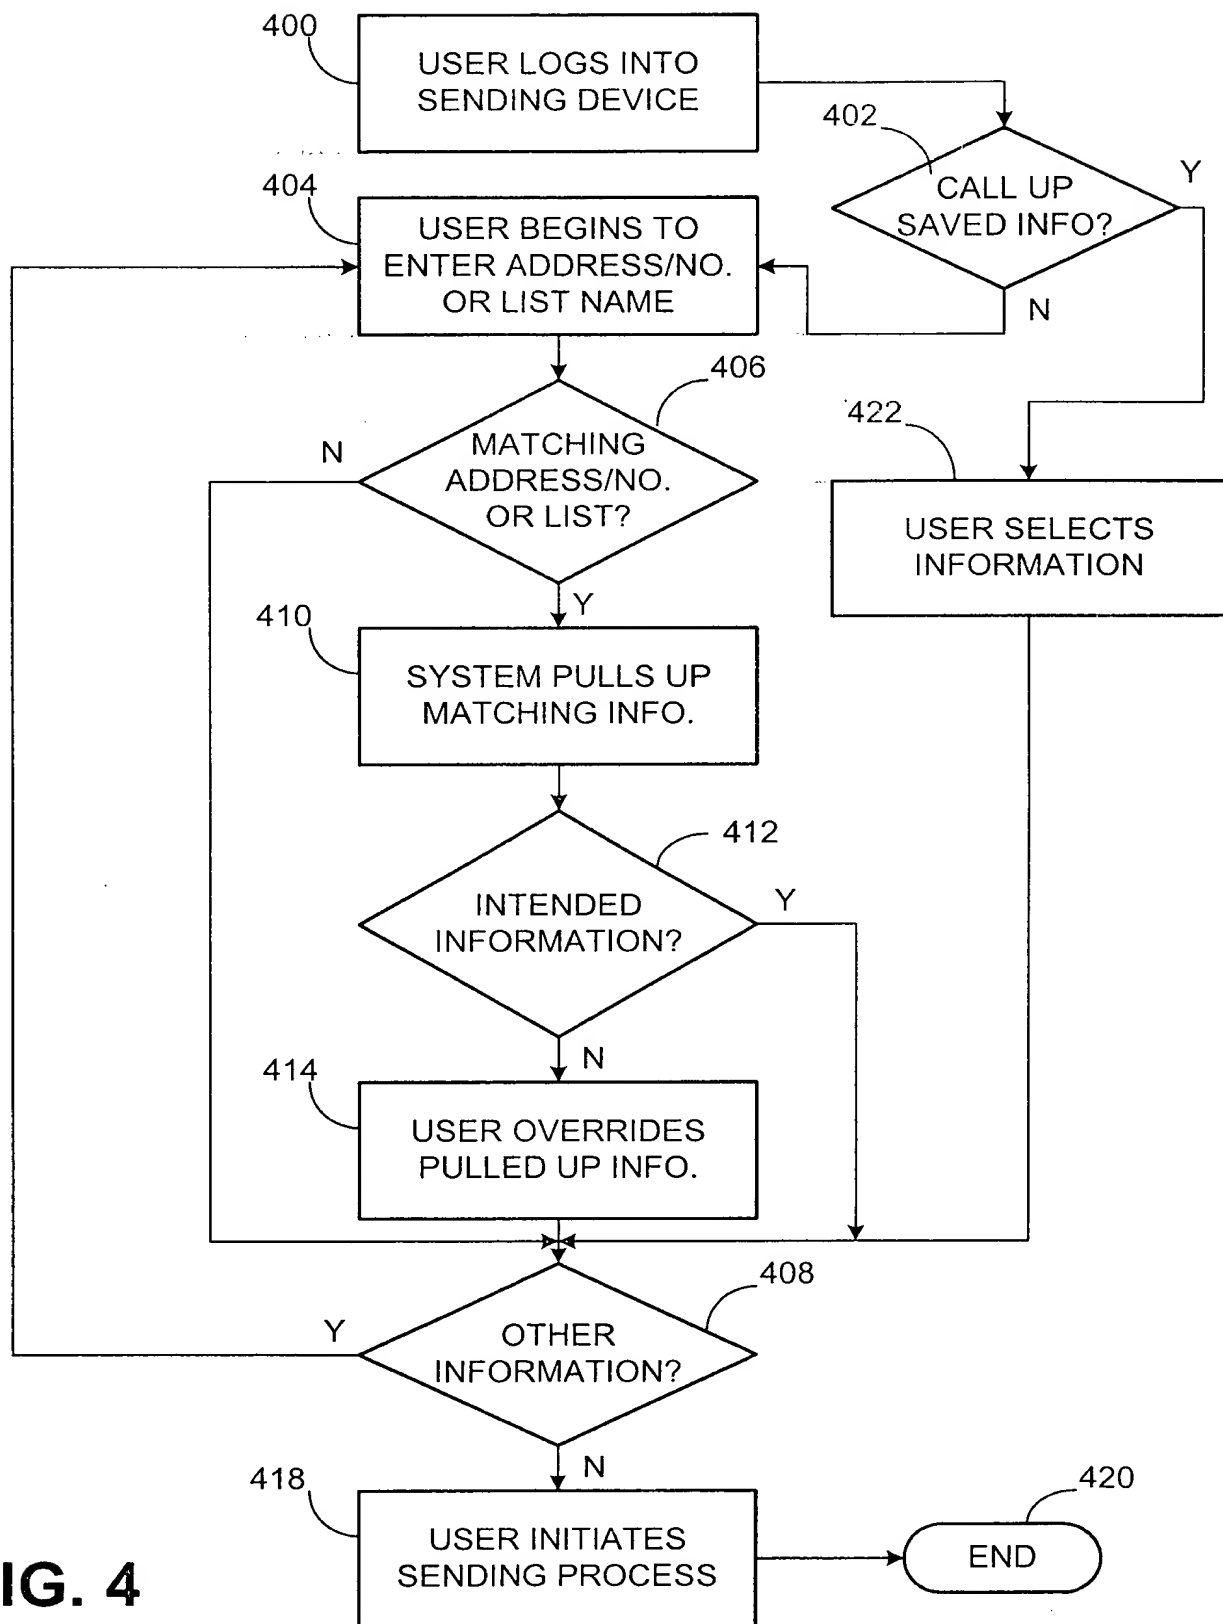 400
USER LOGS INTO
SENDING DEVICE
402
CALL UP
SAVED INFO?
Y
N
404
USER BEGINS TO
ENTER ADDRESS/NO.
OR LIST NAME
406
MATCHING
ADDRESS/NO.
OR LIST?
N
Y
422
USER SELECTS
INFORMATION
410
SYSTEM PULLS UP
MATCHING INFO.
412
INTENDED
INFORMATION?
Y
N
414
USER OVERRIDES
PULLED UP INFO.
408
OTHER
INFORMATION?
Y
N
418
USER INITIATES
SENDING PROCESS
420
END
IG. 4